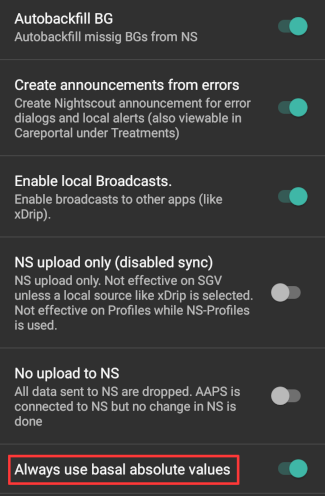 Autobackfill BG
Autobackfill missig BGs from NS
Create announcements from errors
Create Nightscout announcement for error
dialogs and local alerts (also viewable in
Careportal under Treatments)
Enable local Broadcasts.
Enable broadcasts to other apps (like
xDrip).
NS upload only (disabled sync)
NS upload only. Not effective on SGV
unless a local source like xDrip is selected.
Not effective on Profiles while NS-Profiles
is used.
No upload to NS
All data sent to NS are dropped. AAPS is
connected to NS but no change in NS is
done
Always use basal absolute values